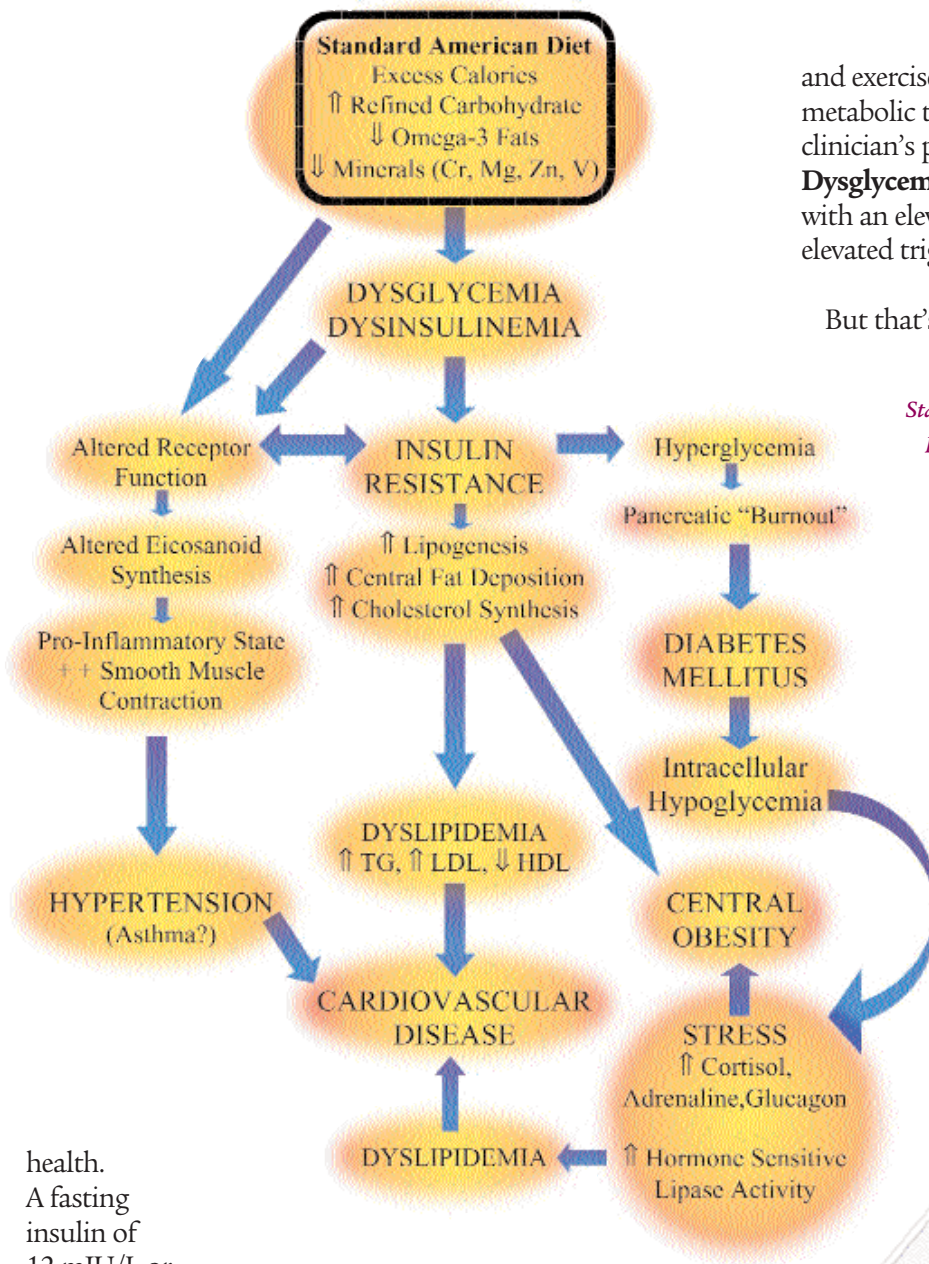 Standard American Diet
Excess Calories
⇑ Refined Carbohydrate
⇓ Omega-3 Fats
⇓ Minerals (Cr, Mg, Zn, V)
DYSGLYCEMIA
DYSINSULINEMIA
Altered Receptor
Function
INSULIN
RESISTANCE
Hyperglycemia
Pancreatic “Burnout”
Altered Eicosanoid
Synthesis
⇑ Lipogenesis
⇑ Central Fat Deposition
⇑ Cholesterol Synthesis
Pro-Inflammatory State
+ + Smooth Muscle
Contraction
DIABETES
MELLITUS
Intracellular
Hypoglycemia
DYSLIPIDEMIA
⇑ TG, ⇑ LDL, ⇓ HDL
HYPERTENSION
(Asthma?)
CENTRAL
OBESITY
CARDIOVASCULAR
DISEASE
STRESS
⇑ Cortisol,
Adrenaline,Glucagon
⇑ Hormone Sensitive
Lipase Activity
DYSLIPIDEMIA
and exercise
metabolic t
clinician’s p
Dysglycem
with an elev
elevated trig
But that’s
Sta
health.
A fasting
insulin of